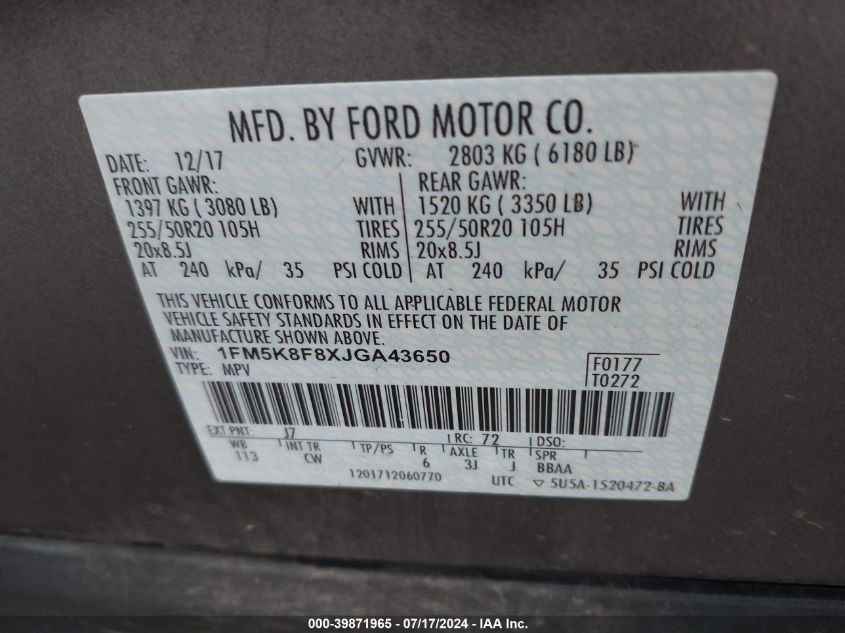 MFD. BY FORD MOTOR CO.
DATE: 12/17 GVWR: 2803 KG ( 6180 LB)
FRONT GAWR: REAR GAWR:
1397 KG ( 3080 LB) WITH 1520 KG ( 3350 LB) WITH
255/50R20 105H TIRES 255/50R20 105H TIRES
20x8.5J RIMS 20x8.5J RIMS
AT 240 kPa/ 35 PSI COLD AT 240 kPa/ 35 PSI COLD
THIS VEHICLE CONFORMS TO ALL APPLICABLE FEDERAL MOTOR
VEHICLE SAFETY STANDARDS IN EFFECT ON THE DATE OF
MANUFACTURE SHOWN ABOVE.
VIN: 1FM5K8F8XJGA43650 F0177
TYPE: MPV T0272
EXT PNT: J7 RC: 72 DSO:
WB INT TR TP/PS R AXLE TR SPR
113 CW 6 3J J BBAA
1201712060770 UTC ▽ 5U5A-1520472-BA
000-39871965 / 07/17/2024 - IAA Inc.